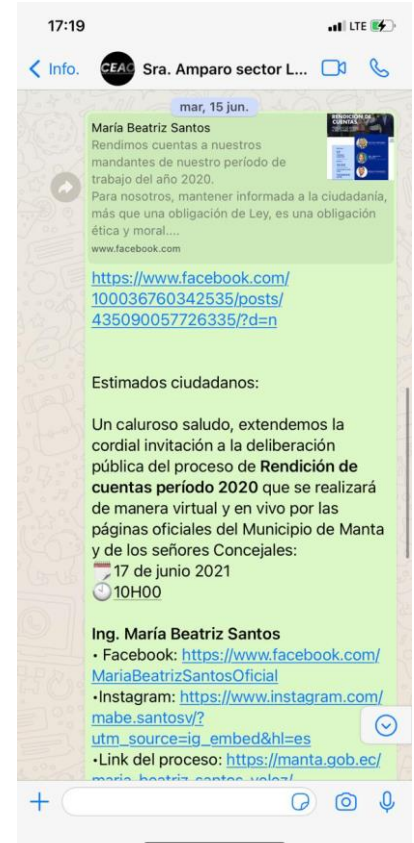 17:19
LTE
Info.
CEAC
Sra. Amparo sector L...
mar, 15 jun.
María Beatriz Santos
Rendimos cuentas a nuestros
mandantes de nuestro período de
trabajo del año 2020.
Para nosotros, mantener informada a la ciudadanía,
más que una obligación de Ley, es una obligación
ética y moral....
www.facebook.com
RENDICIÓN DE
CUENTAS
https://www.facebook.com/
100036760342535/posts/
435090057726335/?d=n
Estimados ciudadanos:
Un caluroso saludo, extendemos la
cordial invitación a la deliberación
pública del proceso de Rendición de
cuentas período 2020 que se realizará
de manera virtual y en vivo por las
páginas oficiales del Municipio de Manta
y de los señores Concejales:
17 de junio 2021
10H00
Ing. María Beatriz Santos
• Facebook: https://www.facebook.com/
MariaBeatrizSantosOficial
•Instagram: https://www.instagram.com/
mabe.santosv/?
utm_source=ig_embed&hl=es
•Link del proceso: https://manta.gob.ec/
maria-beatriz-santos-velez/